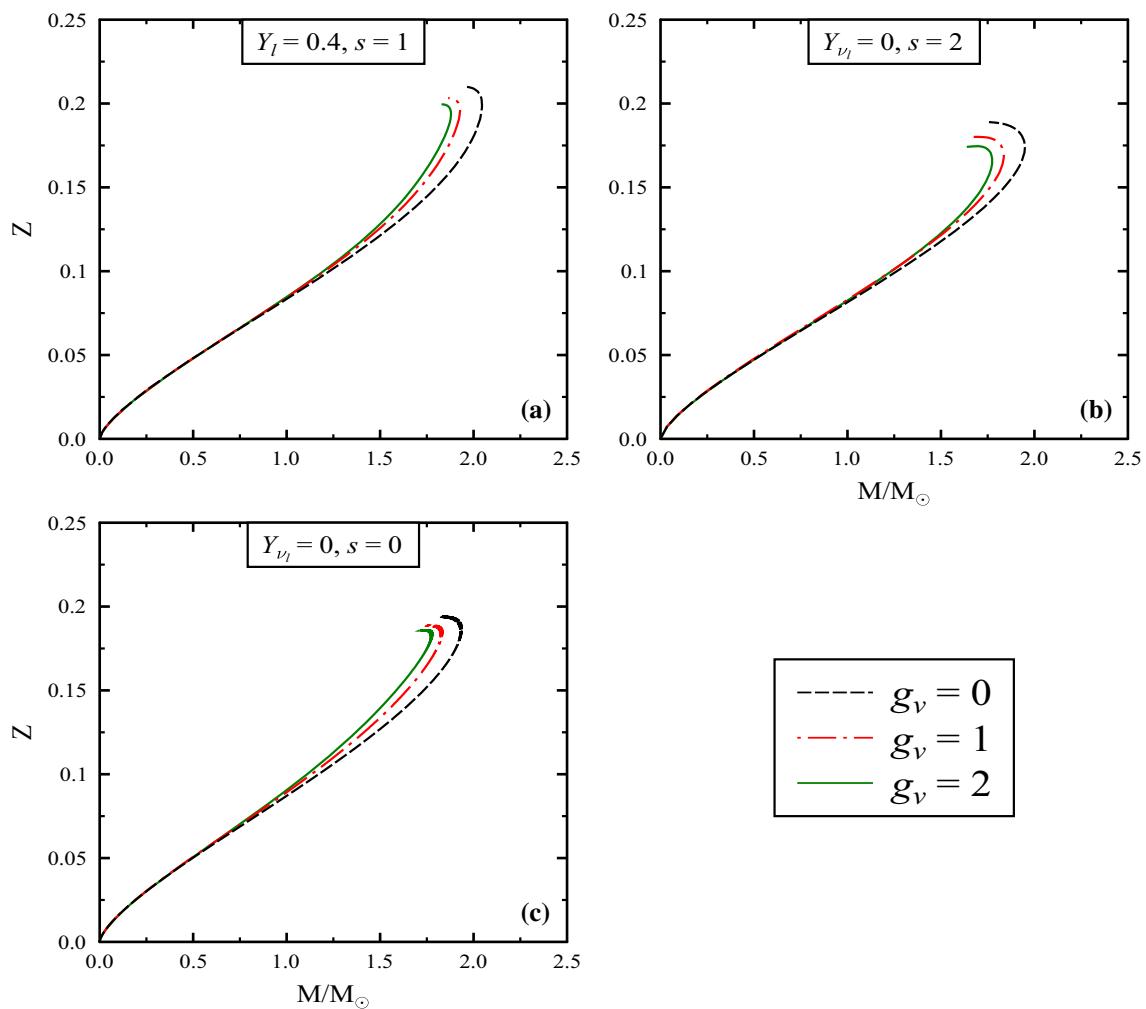 Y_l = 0.4, s = 1
0.25
0.2
0.15
0.1
0.05
0.0
Z
(a)
0.0 0.5 1.0 1.5 2.0 2.5
Y_{ν_l} = 0, s = 2
0.25
0.2
0.15
0.1
0.05
0.0
(b)
0.0 0.5 1.0 1.5 2.0 2.5
M/M_⊙
Y_{ν_l} = 0, s = 0
0.25
0.2
0.15
0.1
0.05
0.0
Z
(c)
0.0 0.5 1.0 1.5 2.0 2.5
M/M_⊙
g_v = 0
g_v = 1
g_v = 2